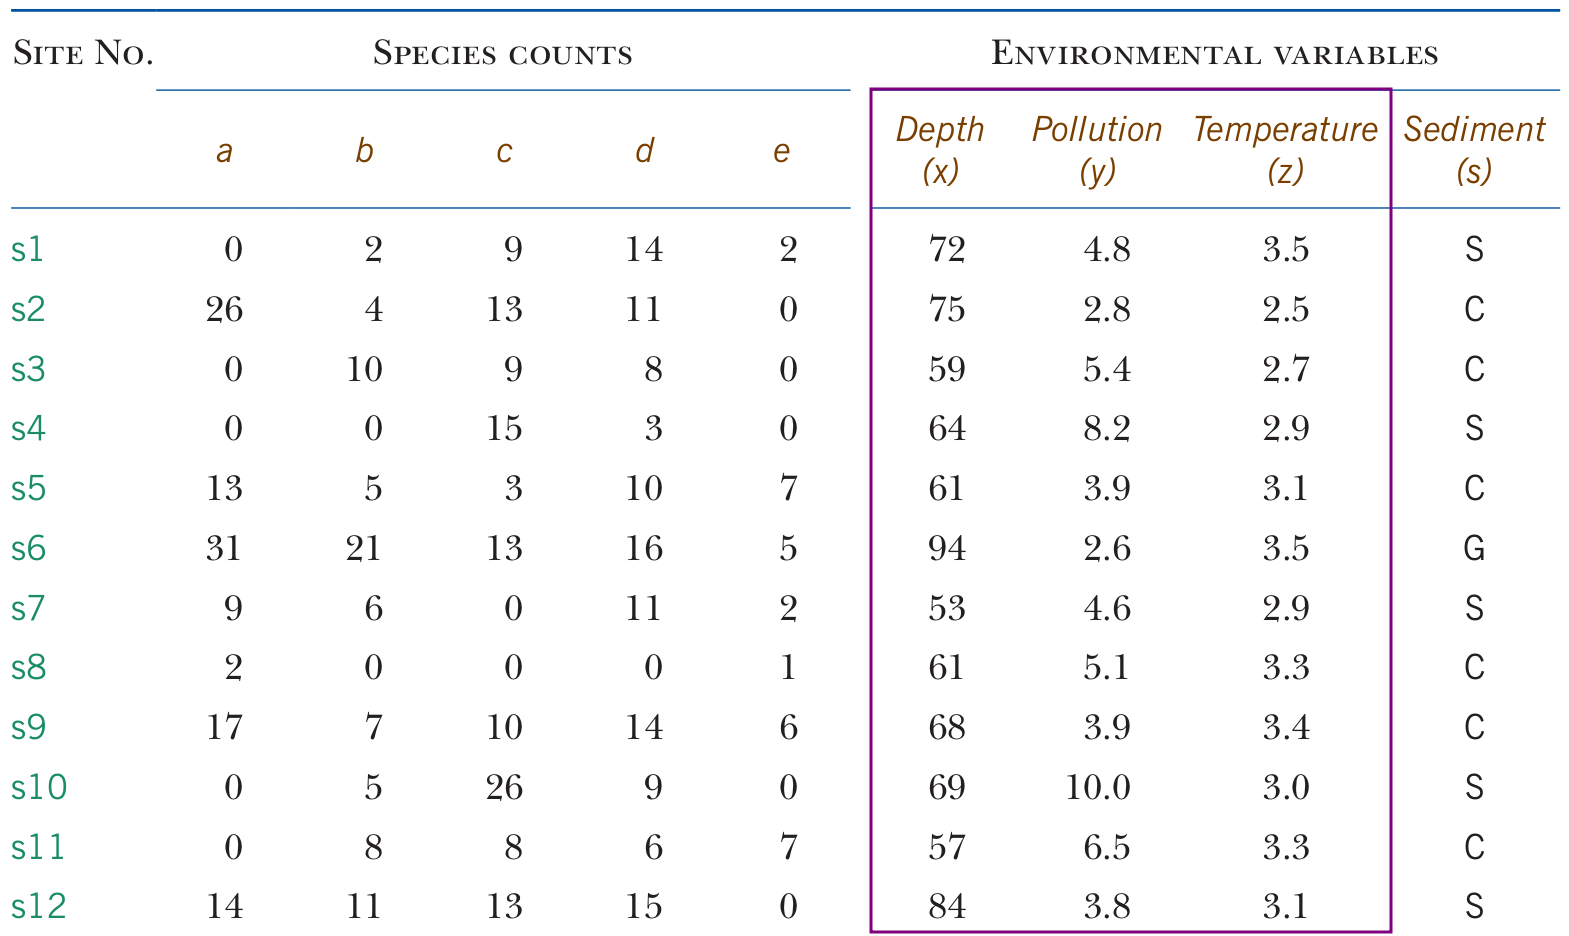 SITE NO. SPECIES COUNTS ENVIRONMENTAL VARIABLES
a b c d e Depth (x) Pollution (y) Temperature (z) Sediment (s)
s1 0 2 9 14 2 72 4.8 3.5 S
s2 26 4 13 11 0 75 2.8 2.5 C
s3 0 10 9 8 0 59 5.4 2.7 C
s4 0 0 15 3 0 64 8.2 2.9 S
s5 13 5 3 10 7 61 3.9 3.1 C
s6 31 21 13 16 5 94 2.6 3.5 G
s7 9 6 0 11 2 53 4.6 2.9 S
s8 2 0 0 0 1 61 5.1 3.3 C
s9 17 7 10 14 6 68 3.9 3.4 C
s10 0 5 26 9 0 69 10.0 3.0 S
s11 0 8 8 6 7 57 6.5 3.3 C
s12 14 11 13 15 0 84 3.8 3.1 S